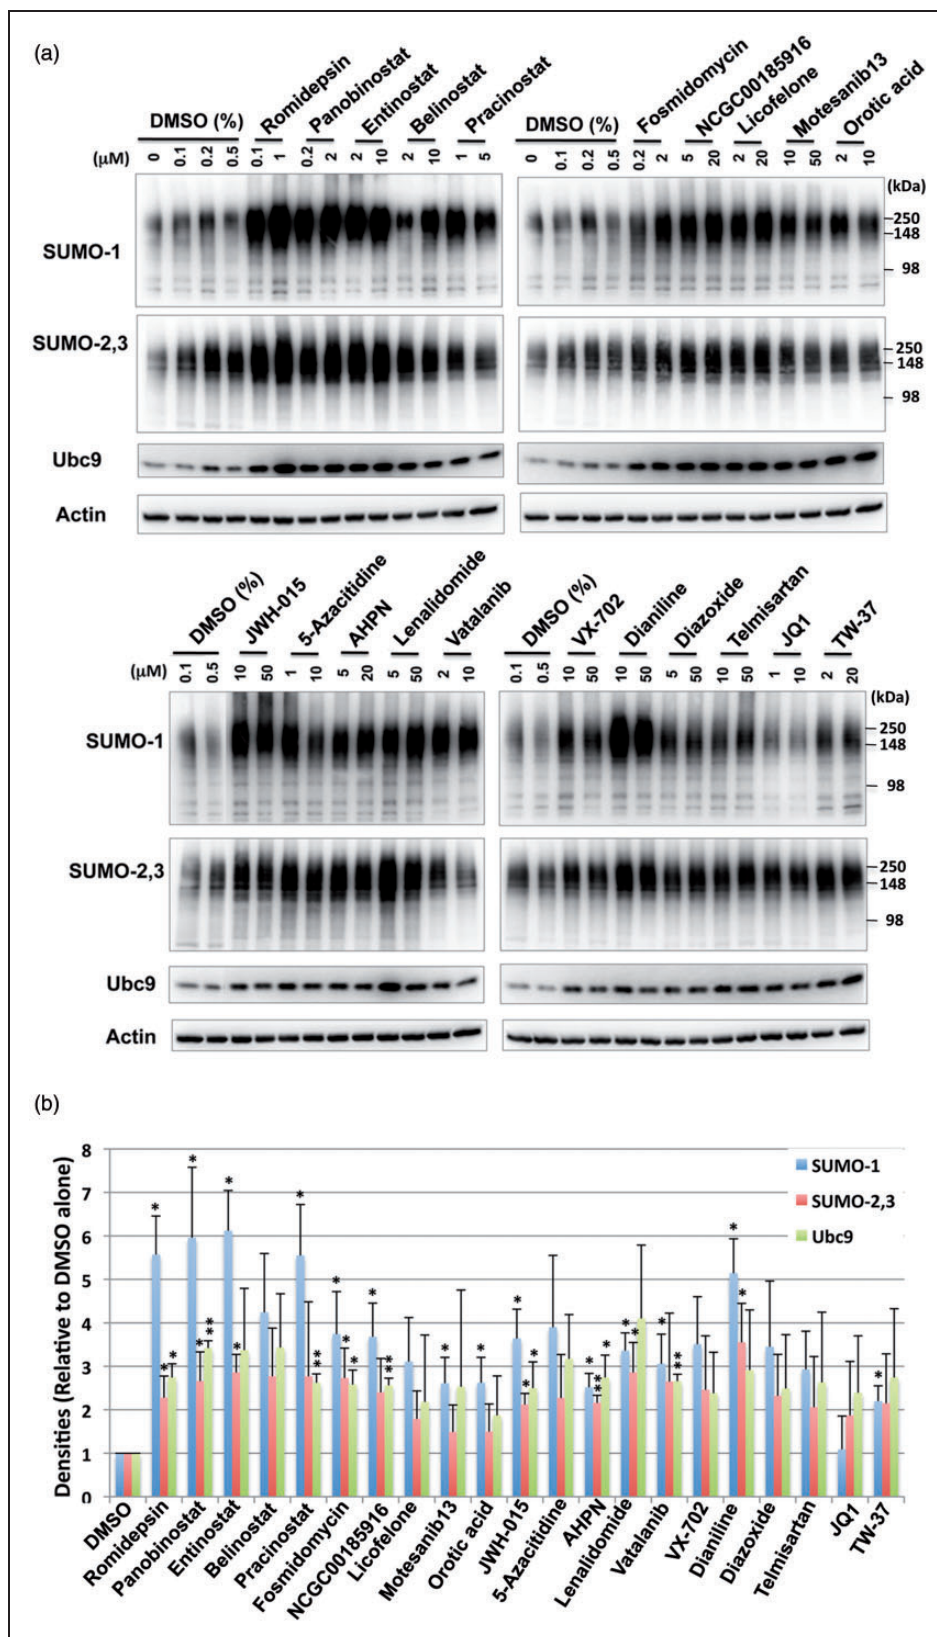 (a)
DMSO (%) Romidepsin Panobinostat Entinostat Belinostat Pracinostat
(µM) 0 0.1 0.2 0.5 0.1 1 0.2 2 2 10 2 10 1 5
DMSO (%) Fosmidomycin NCGC00185916 Licofelone Motesanib13 Orotic acid
0 0.1 0.2 0.5 0.2 2 5 20 2 20 10 50 2 10
(kDa)
SUMO-1
250
148
98
SUMO-2,3
250
148
98
Ubc9
Actin
DMSO (%) JWH-015 5-Azacitidine AHPN Lenalidomide Vatalanib
(µM) 0.1 0.5 10 50 1 10 5 20 5 50 2 10
DMSO (%) VX-702 Dianiline Diazoxide Telmisartan JQ1 TW-37
0.1 0.5 10 50 10 50 5 50 10 50 1 10 2 20
(kDa)
SUMO-1
250
148
98
SUMO-2,3
250
148
98
Ubc9
Actin
(b)
Densities (Relative to DMSO alone)
8
7
6
5
4
3
2
1
0
* * * * * * * * * * * * * * * * * * * * * * * * * * * * * ** ** ** ** **
SUMO-1
SUMO-2,3
Ubc9
DMSO Romidepsin Panobinostat Entinostat Belinostat Pracinostat Fosmidomycin NCGC00185916 Licofelone Motesanib13 Orotic acid JWH-015 5-Azactitidine AHPN Lenalidomide Vatalanib VX-702 Dianiline Diazoxide Telmisartan JQ1 TW-37